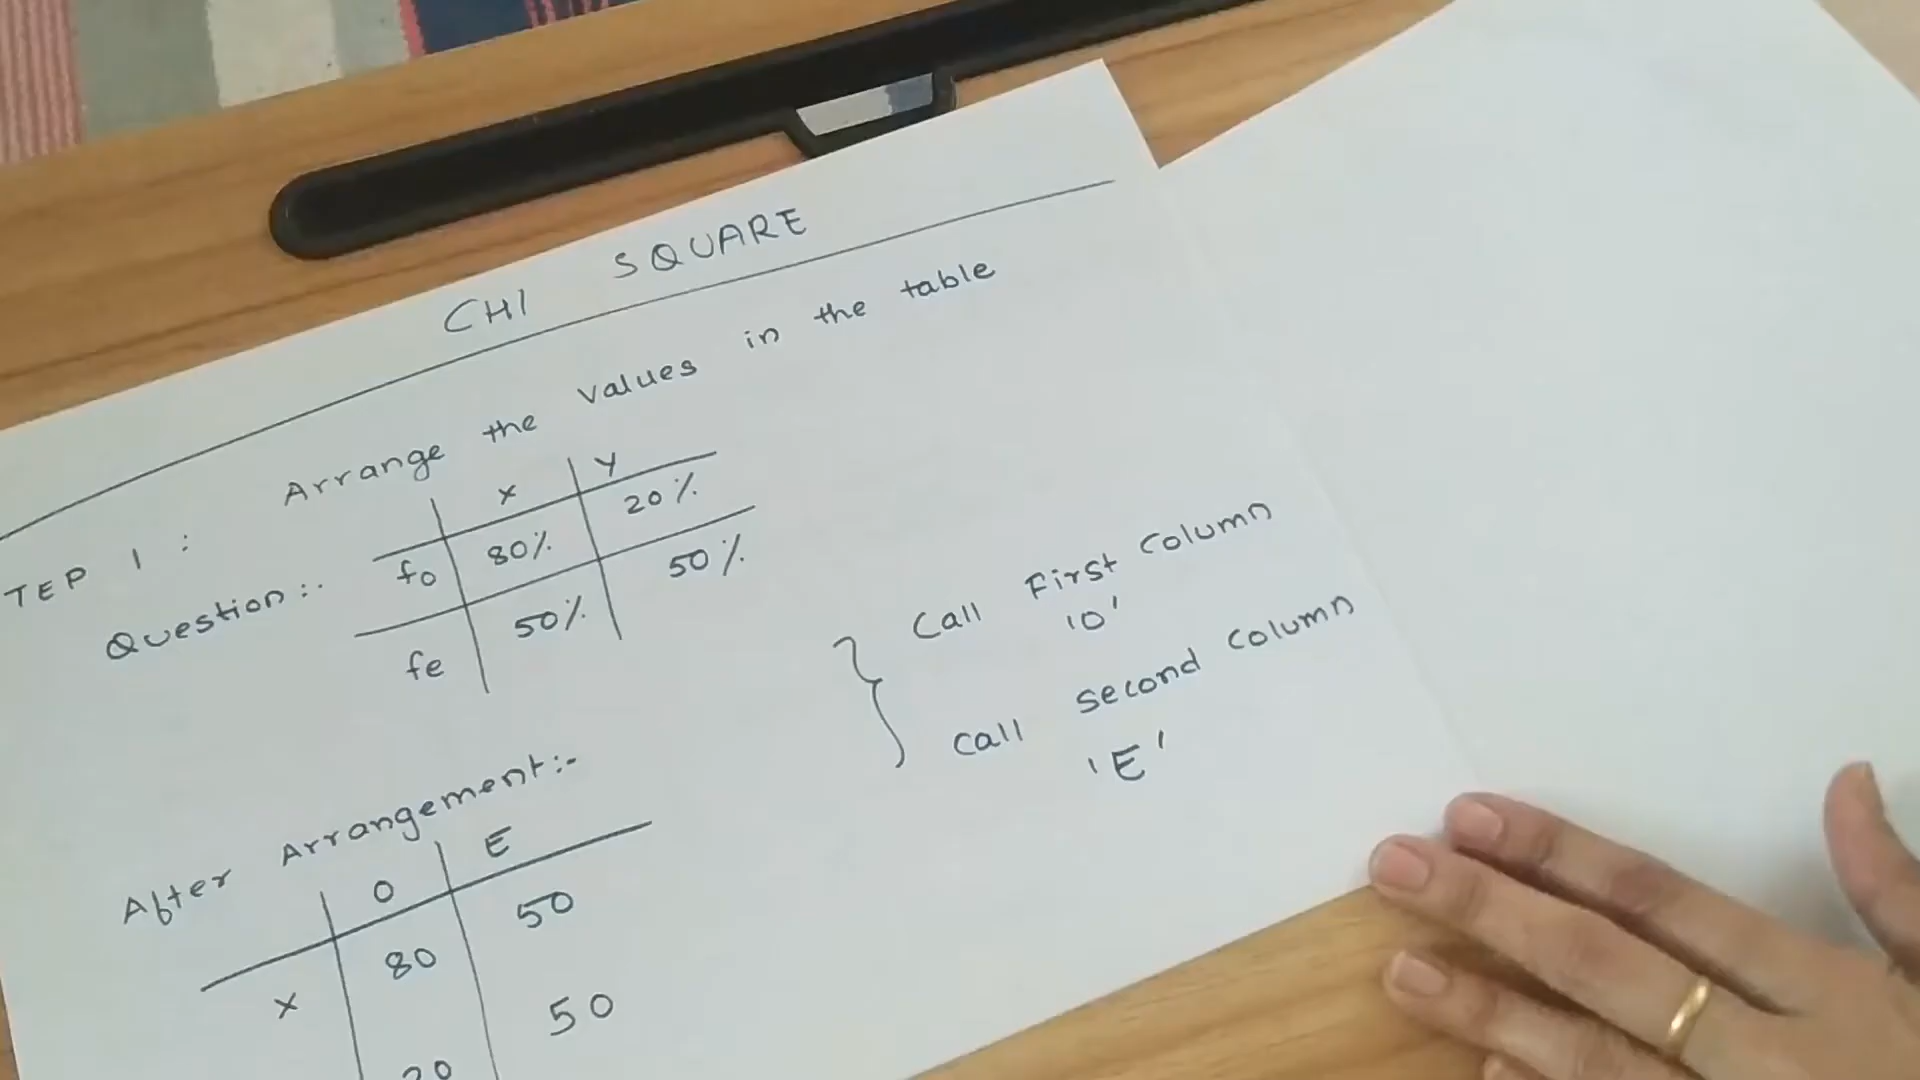 CHI SQUARE
TEP 1 : Arrange the values in the table
Question :-
X Y
fo 80% 20%
fe 50% 50%
Call First Column
'O'
Call Second Column
'E'
After Arrangement :-
O E
X 80 50
20 50